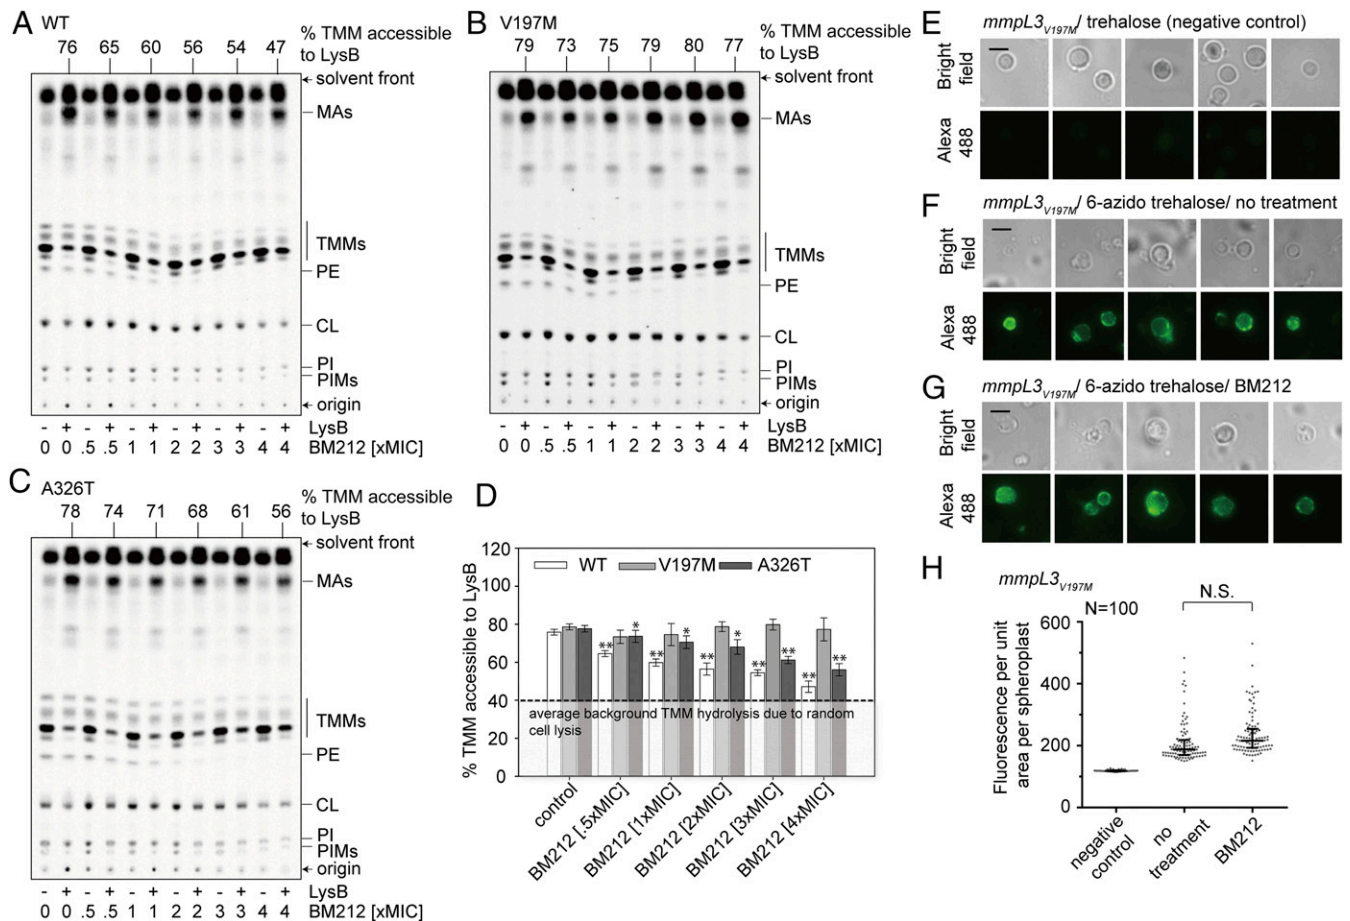 A WT
% TMM accessible
to LysB
76 65 60 56 54 47
solvent front
MAs
TMMs
PE
CL
PI
PIMs
origin
- + - + - + - + - + - + LysB
0 0 .5 .5 1 1 2 2 3 3 4 4 BM212 [xMIC]
B V197M
% TMM accessible
to LysB
79 73 75 79 80 77
solvent front
MAs
TMMs
PE
CL
PI
PIMs
origin
- + - + - + - + - + - + LysB
0 0 .5 .5 1 1 2 2 3 3 4 4 BM212 [xMIC]
C A326T
% TMM accessible
to LysB
78 74 71 68 61 56
solvent front
MAs
TMMs
PE
CL
PI
PIMs
origin
- + - + - + - + - + - + LysB
0 0 .5 .5 1 1 2 2 3 3 4 4 BM212 [xMIC]
D
% TMM accessible to LysB
120
100
80
60
40
20
0
WT V197M A326T
** * ** * ** * ** ** ** **
average background TMM hydrolysis due to random
cell lysis
control
BM212 [.5xMIC]
BM212 [1xMIC]
BM212 [2xMIC]
BM212 [3xMIC]
BM212 [4xMIC]
E mmpL3V197M/ trehalose (negative control)
Bright
field
Alexa
488
F mmpL3V197M/ 6-azido trehalose/ no treatment
Bright
field
Alexa
488
G mmpL3V197M/ 6-azido trehalose/ BM212
Bright
field
Alexa
488
H mmpL3V197M
N=100
N.S.
Fluorescence per unit
area per spheroplast
600
400
200
0
negative
control
no
treatment
BM212